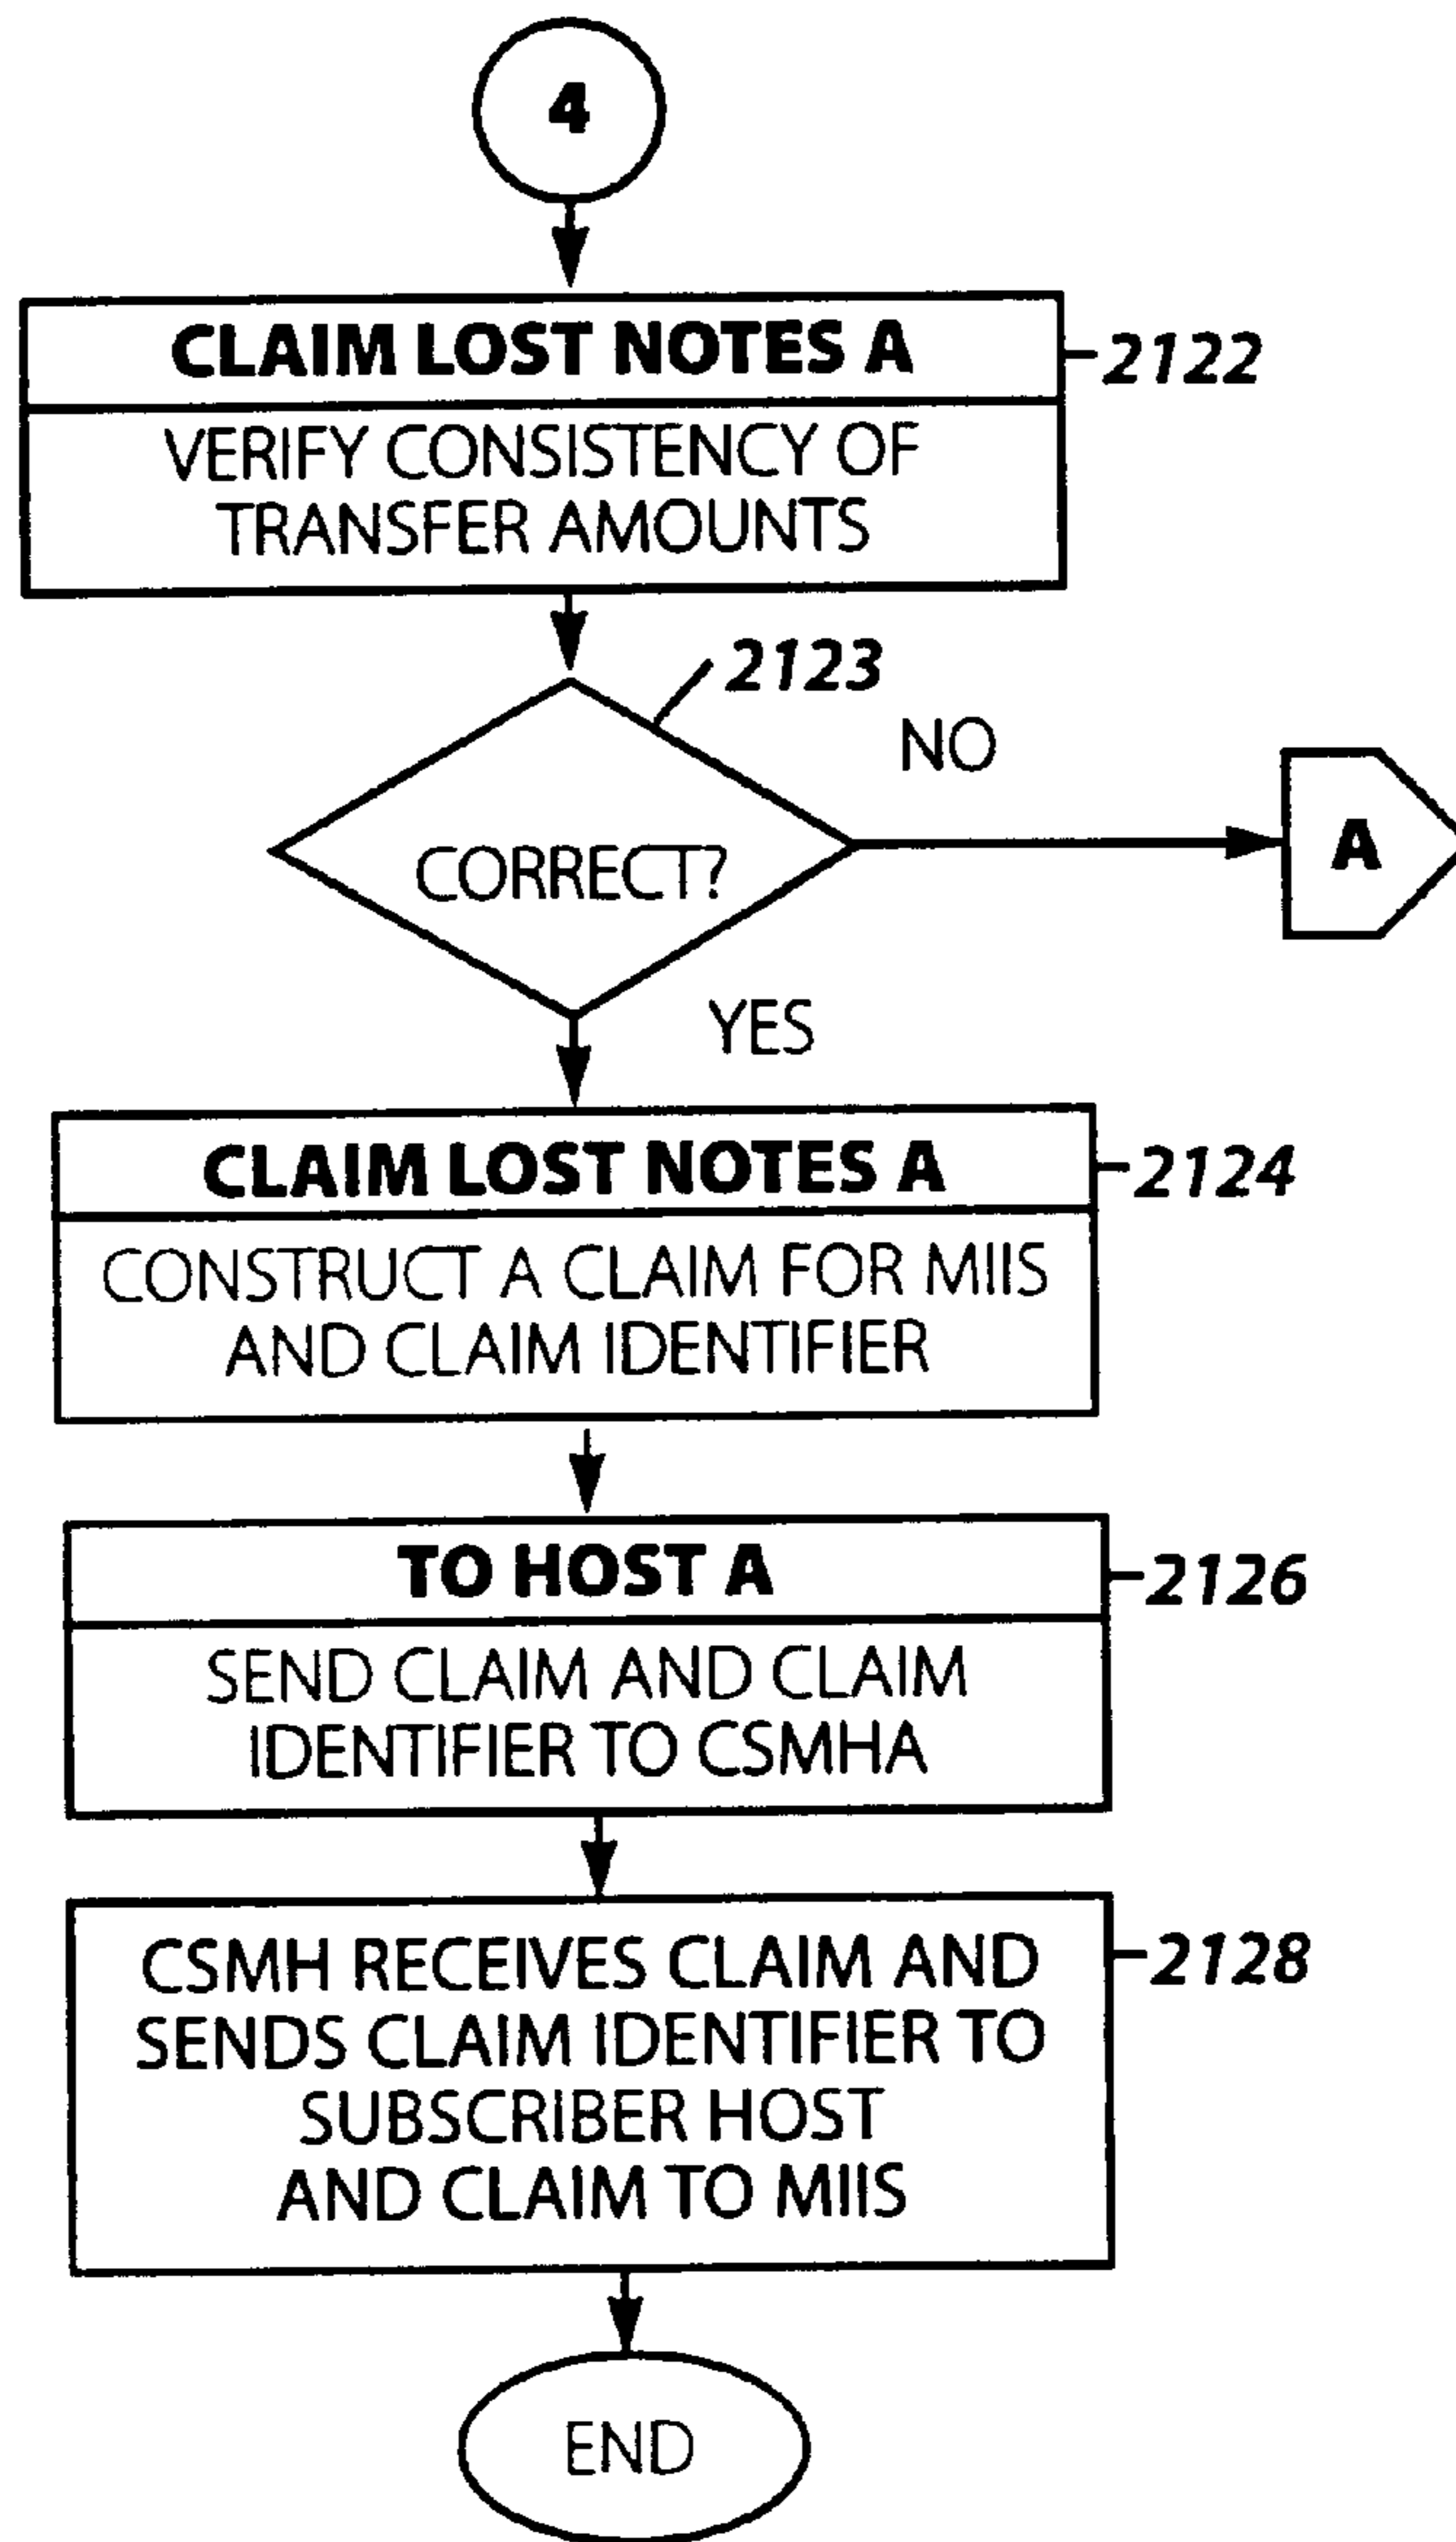 4
CLAIM LOST NOTES A
2122
VERIFY CONSISTENCY OF
TRANSFER AMOUNTS
2123
NO
CORRECT?
A
YES
CLAIM LOST NOTES A
2124
CONSTRUCT A CLAIM FOR MIIS
AND CLAIM IDENTIFIER
TO HOST A
2126
SEND CLAIM AND CLAIM
IDENTIFIER TO CSMHA
CSMH RECEIVES CLAIM AND
2128
SENDS CLAIM IDENTIFIER TO
SUBSCRIBER HOST
AND CLAIM TO MIIS
END